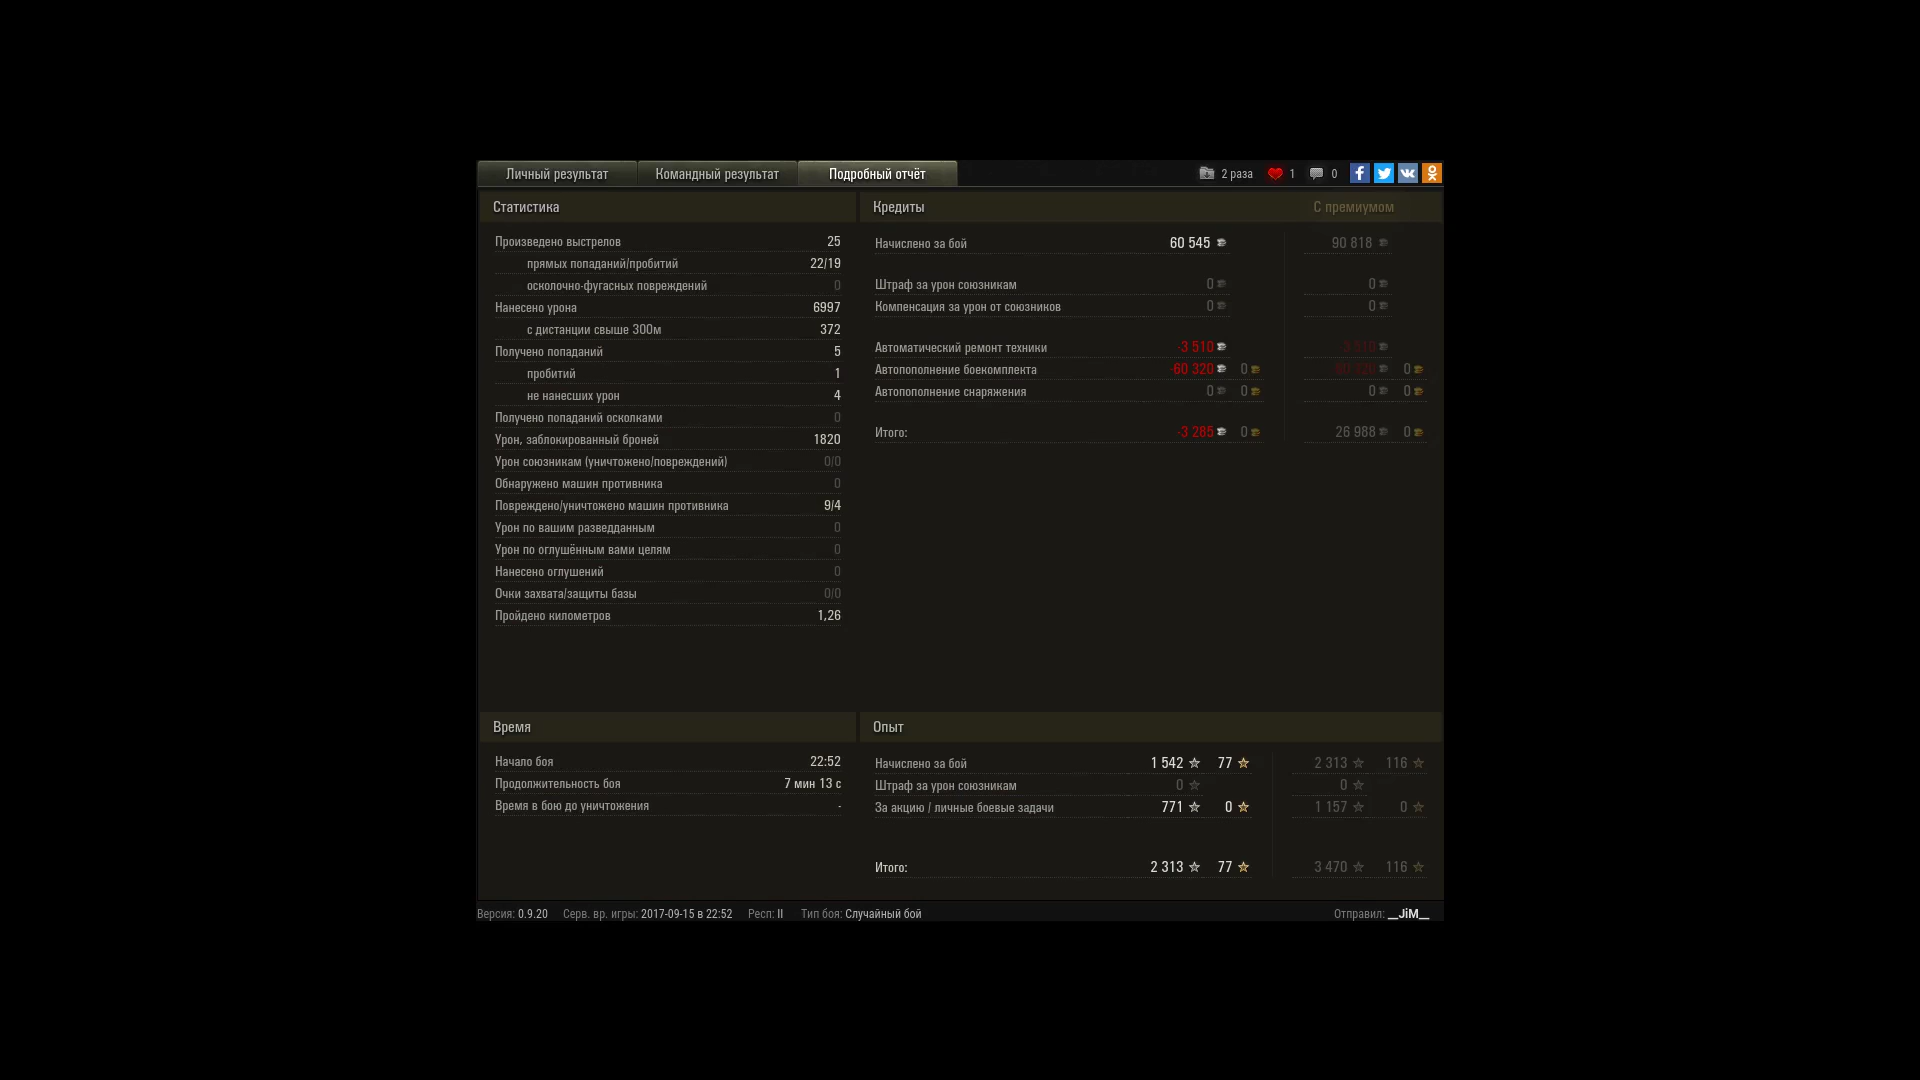 Личный результат Командный результат Подробный отчёт 2 раза 1 0
Статистика
Произведено выстрелов 25
прямых попаданий/пробитий 22/19
осколочно-фугасных повреждений 0
Нанесено урона 6997
с дистанции свыше 300м 372
Получено попаданий 5
пробитий 1
не нанесших урон 4
Получено попаданий осколками 0
Урон, заблокированный броней 1820
Урон союзникам (уничтожено/повреждений) 0/0
Обнаружено машин противника 0
Повреждено/уничтожено машин противника 9/4
Урон по вашим разведданным 0
Урон по оглушённым вами целям 0
Нанесено оглушений 0
Очки захвата/защиты базы 0/0
Пройдено километров 1,26
Кредиты С премиумом
Начислено за бой 60 545 90 818
Штраф за урон союзникам 0 0
Компенсация за урон от союзников 0 0
Автоматический ремонт техники -3 510 -3 510
Автопополнение боекомплекта -60 320 0 -60 320 0
Автопополнение снаряжения 0 0 0 0
Итого: -3 285 0 26 988 0
Время
Начало боя 22:52
Продолжительность боя 7 мин 13 с
Время в бою до уничтожения -
Опыт
Начислено за бой 1 542 77 2 313 116
Штраф за урон союзникам 0 0
За акцию / личные боевые задачи 771 0 1 157 0
Итого: 2 313 77 3 470 116
Версия: 0.9.20 Серв. вр. игры: 2017-09-15 в 22:52 Респ: II Тип боя: Случайный бой Отправил: __JiM__